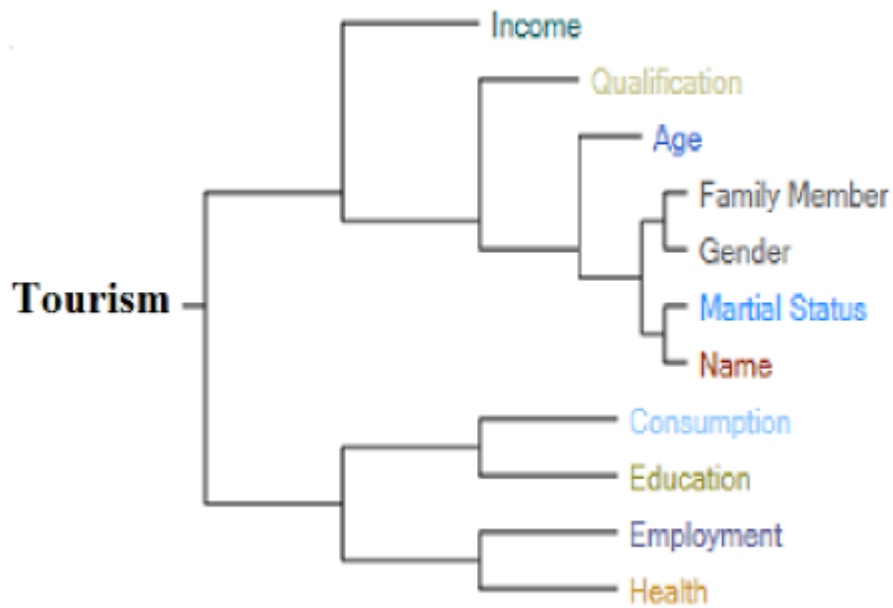 Income
Qualification
Age
Family Member
Gender
Tourism
Martial Status
Name
Consumption
Education
Employment
Health